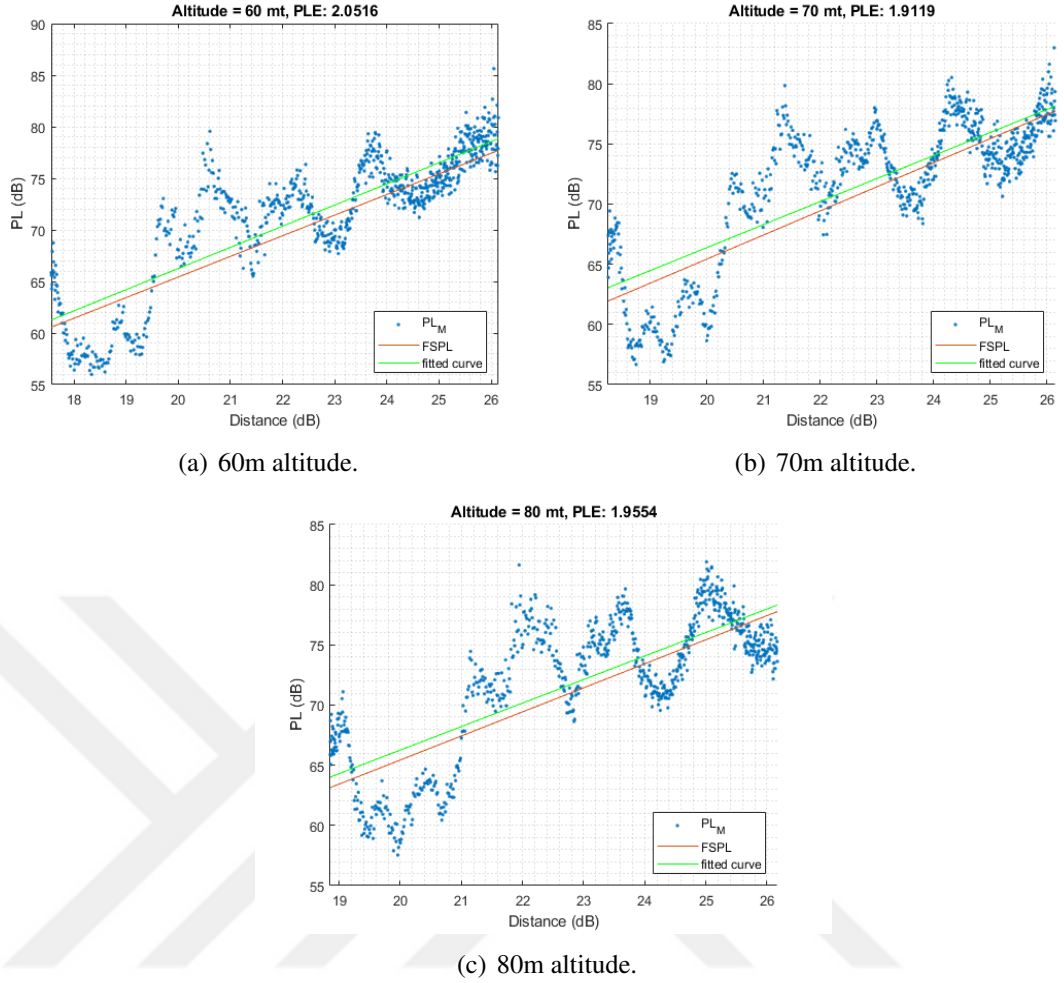 Altitude = 60 mt, PLE: 2.0516
PL (dB)
90
85
80
75
70
65
60
55
18 19 20 21 22 23 24 25 26
Distance (dB)
PL_M
FSPL
fitted curve
(a) 60m altitude.
Altitude = 70 mt, PLE: 1.9119
PL (dB)
85
80
75
70
65
60
55
19 20 21 22 23 24 25 26
Distance (dB)
PL_M
FSPL
fitted curve
(b) 70m altitude.
Altitude = 80 mt, PLE: 1.9554
PL (dB)
85
80
75
70
65
60
55
19 20 21 22 23 24 25 26
Distance (dB)
PL_M
FSPL
fitted curve
(c) 80m altitude.